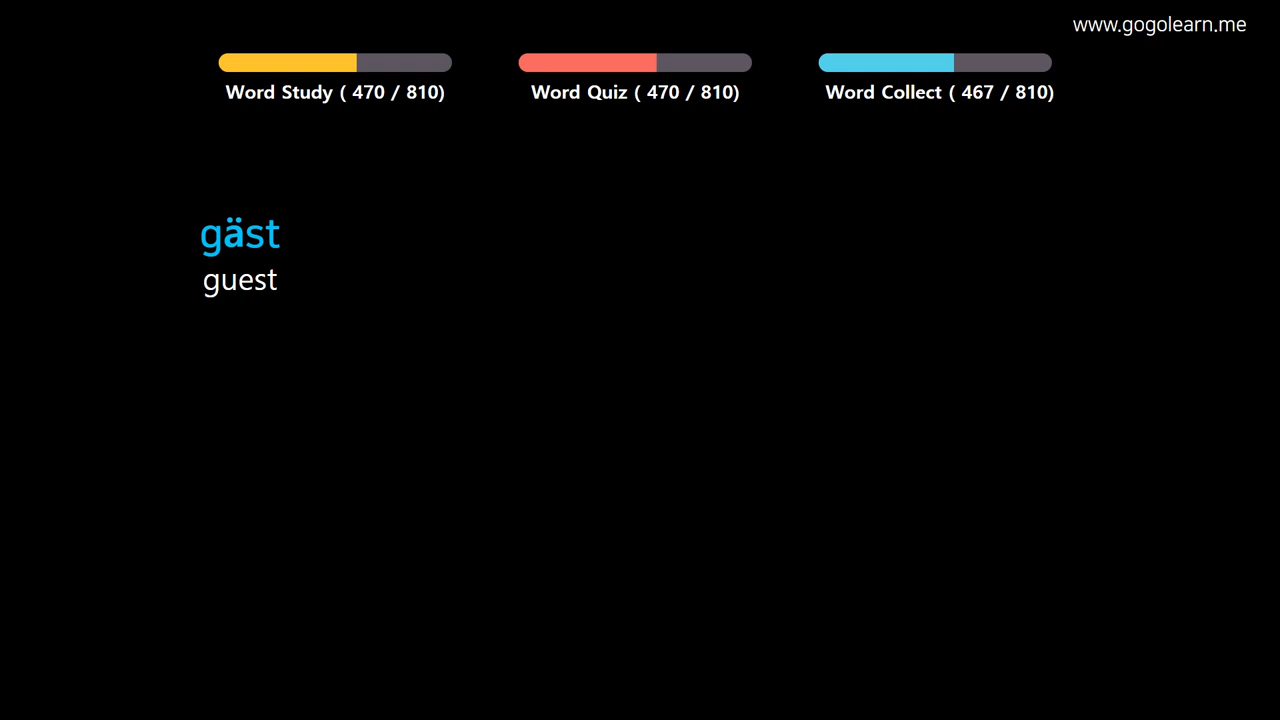 www.gogolearn.me
Word Study ( 470 / 810)
Word Quiz ( 470 / 810)
Word Collect ( 467 / 810)
gäst
guest